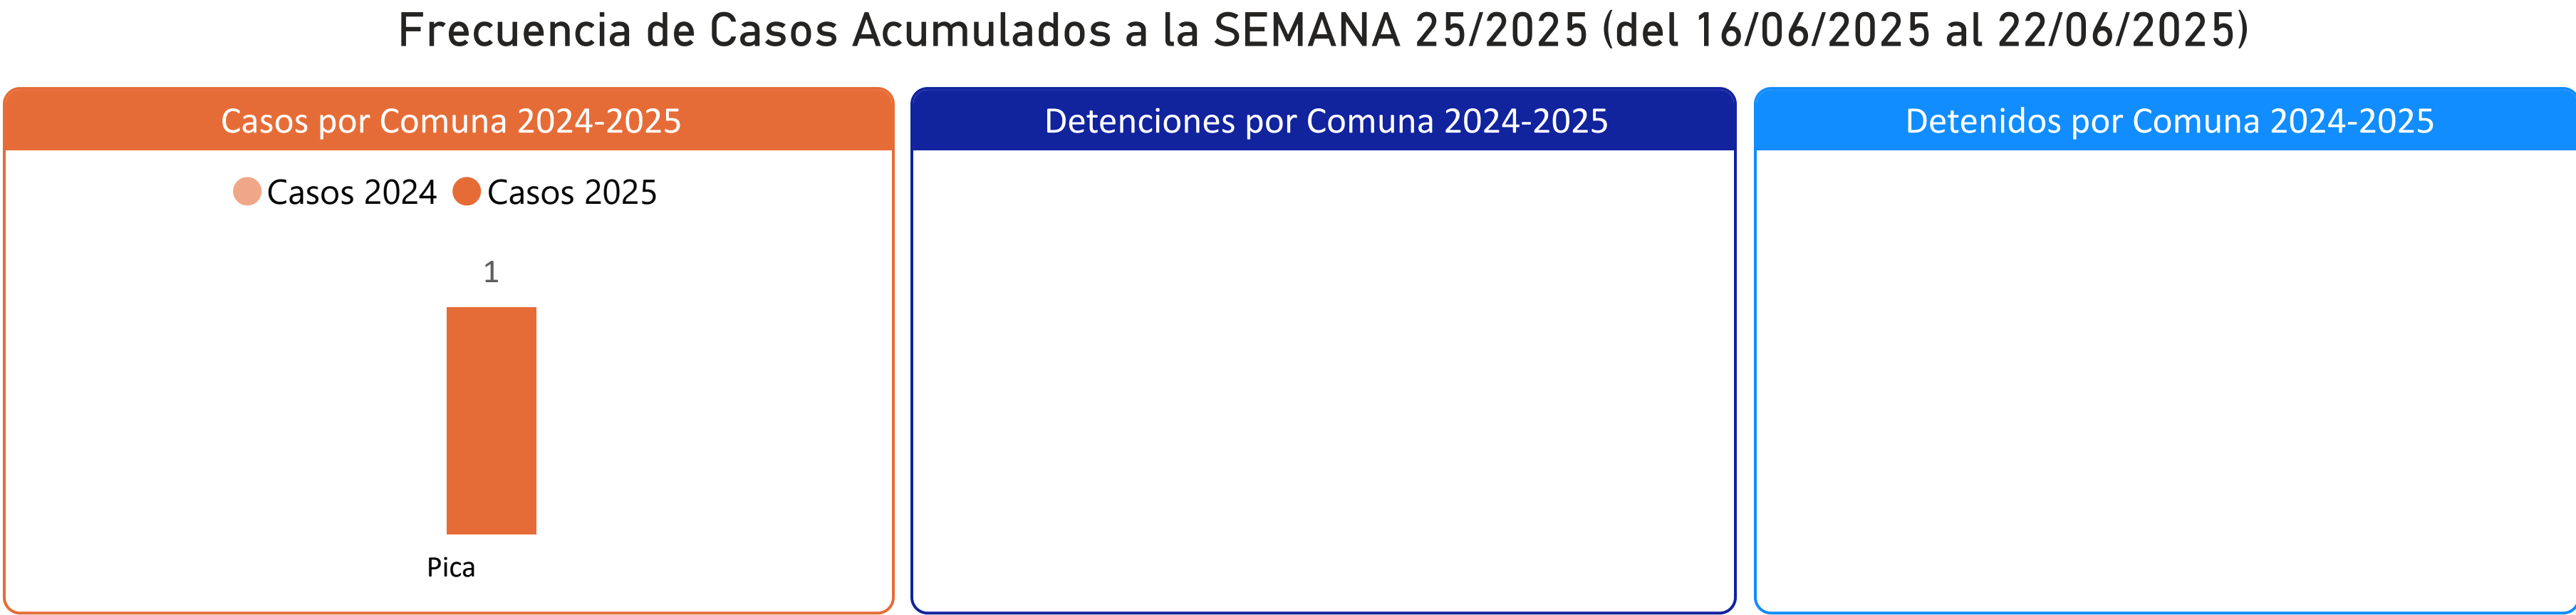 Frecuencia de Casos Acumulados a la SEMANA 25/2025 (del 16/06/2025 al 22/06/2025)
Casos por Comuna 2024-2025
Casos 2024 Casos 2025
1
Pica
Detenciones por Comuna 2024-2025
Detenidos por Comuna 2024-2025